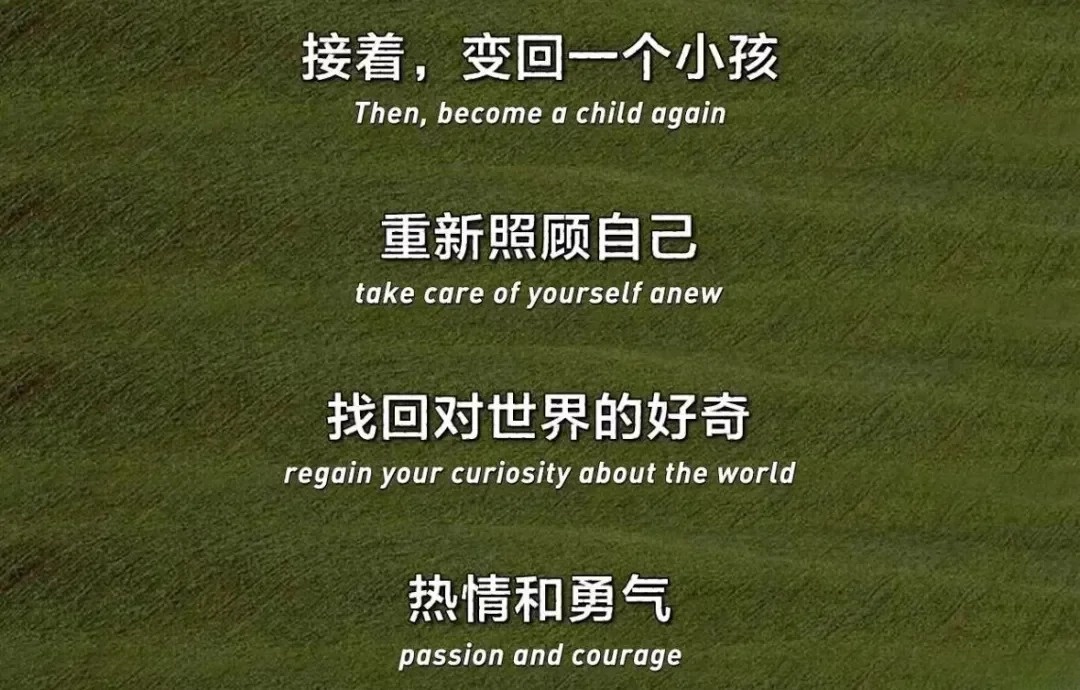 接着，变回一个小孩
Then, become a child again
重新照顾自己
take care of yourself anew
找回对世界的好奇
regain your curiosity about the world
热情和勇气
passion and courage